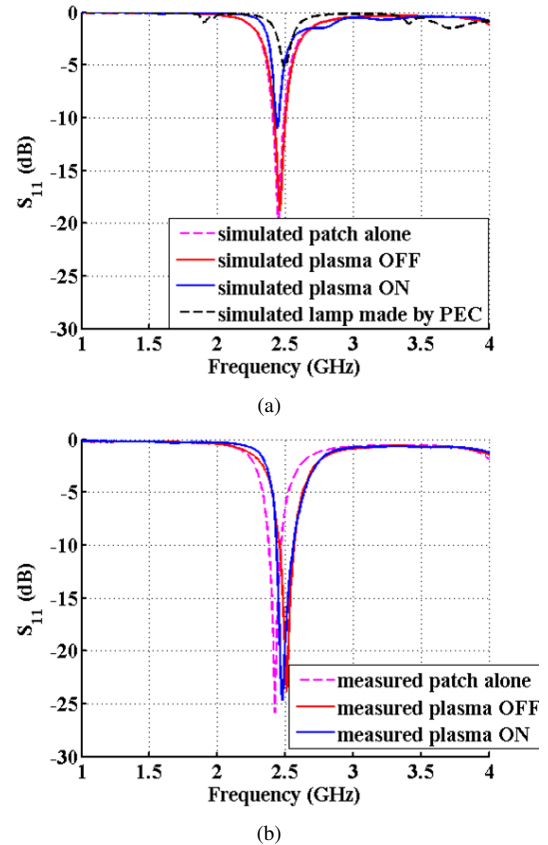 0
-5
-10
-15
-20
-25
-30
S11 (dB)
simulated patch alone
simulated plasma OFF
simulated plasma ON
simulated lamp made by PEC
1 1.5 2 2.5 3 3.5 4
Frequency (GHz)
(a)
0
-5
-10
-15
-20
-25
-30
S11 (dB)
measured patch alone
measured plasma OFF
measured plasma ON
1 1.5 2 2.5 3 3.5 4
Frequency (GHz)
(b)